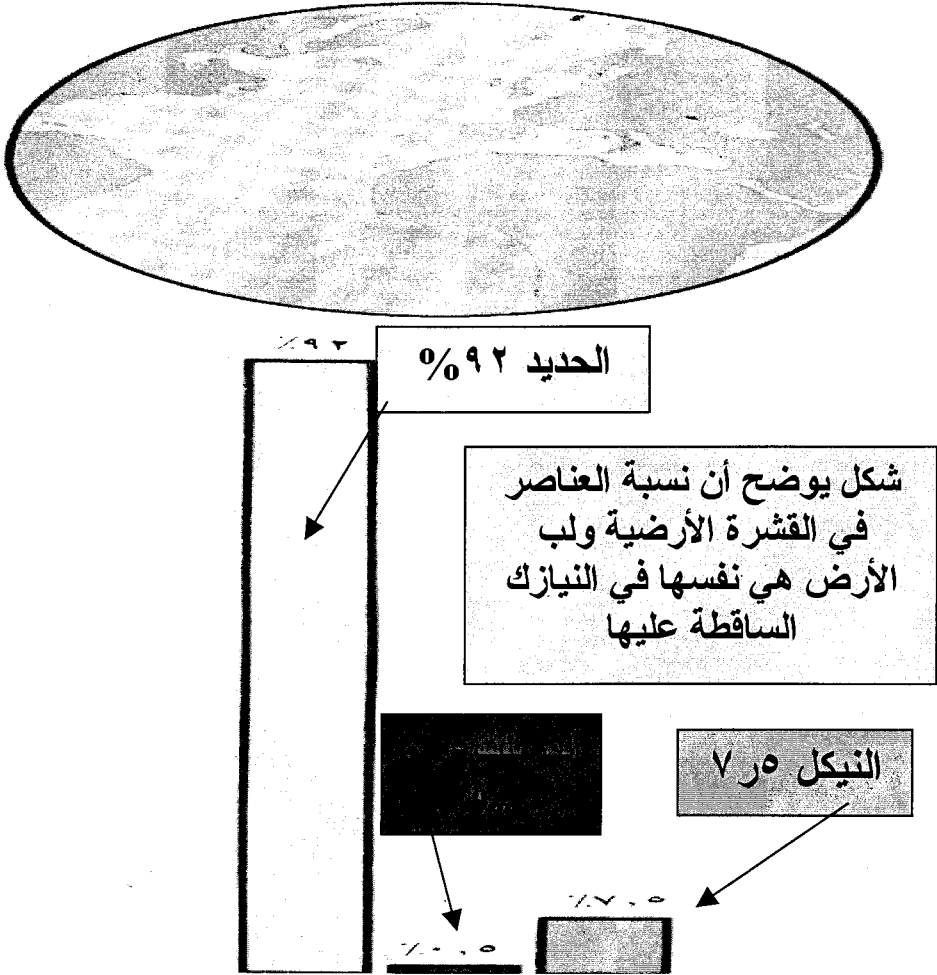 ٪٩٢
الحديد ٩٢%
شكل يوضح أن نسبة العناصر
في القشرة الأرضية ولب
الأرض هي نفسها في النيازك
الساقطة عليها
النيكل ٥ر٧
٪٧.٥
٪٠.٥